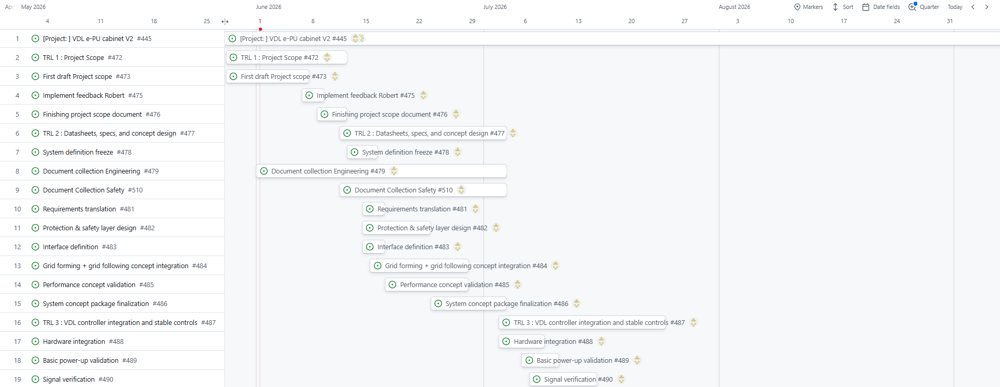 Apr May 2026 June 2026 July 2026 August 2026 Markers Sort Date fields Quarter Today
4 11 18 25 1 8 15 22 29 6 13 20 27 3 10 17 24 31
1 [Project: ] VDL e-PU cabinet V2 #445 [Project: ] VDL e-PU cabinet V2 #445
2 TRL 1 : Project Scope #472 TRL 1 : Project Scope #472
3 First draft Project scope #473 First draft Project scope #473
4 Implement feedback Robert #475 Implement feedback Robert #475
5 Finishing project scope document #476 Finishing project scope document #476
6 TRL 2 : Datasheets, specs, and concept design #477 TRL 2 : Datasheets, specs, and concept design #477
7 System definition freeze #478 System definition freeze #478
8 Document collection Engineering #479 Document collection Engineering #479
9 Document Collection Safety #510 Document Collection Safety #510
10 Requirements translation #481 Requirements translation #481
11 Protection & safety layer design #482 Protection & safety layer design #482
12 Interface definition #483 Interface definition #483
13 Grid forming + grid following concept integration #484 Grid forming + grid following concept integration #484
14 Performance concept validation #485 Performance concept validation #485
15 System concept package finalization #486 System concept package finalization #486
16 TRL 3 : VDL controller integration and stable controls #487 TRL 3 : VDL controller integration and stable controls #487
17 Hardware integration #488 Hardware integration #488
18 Basic power-up validation #489 Basic power-up validation #489
19 Signal verification #490 Signal verification #490